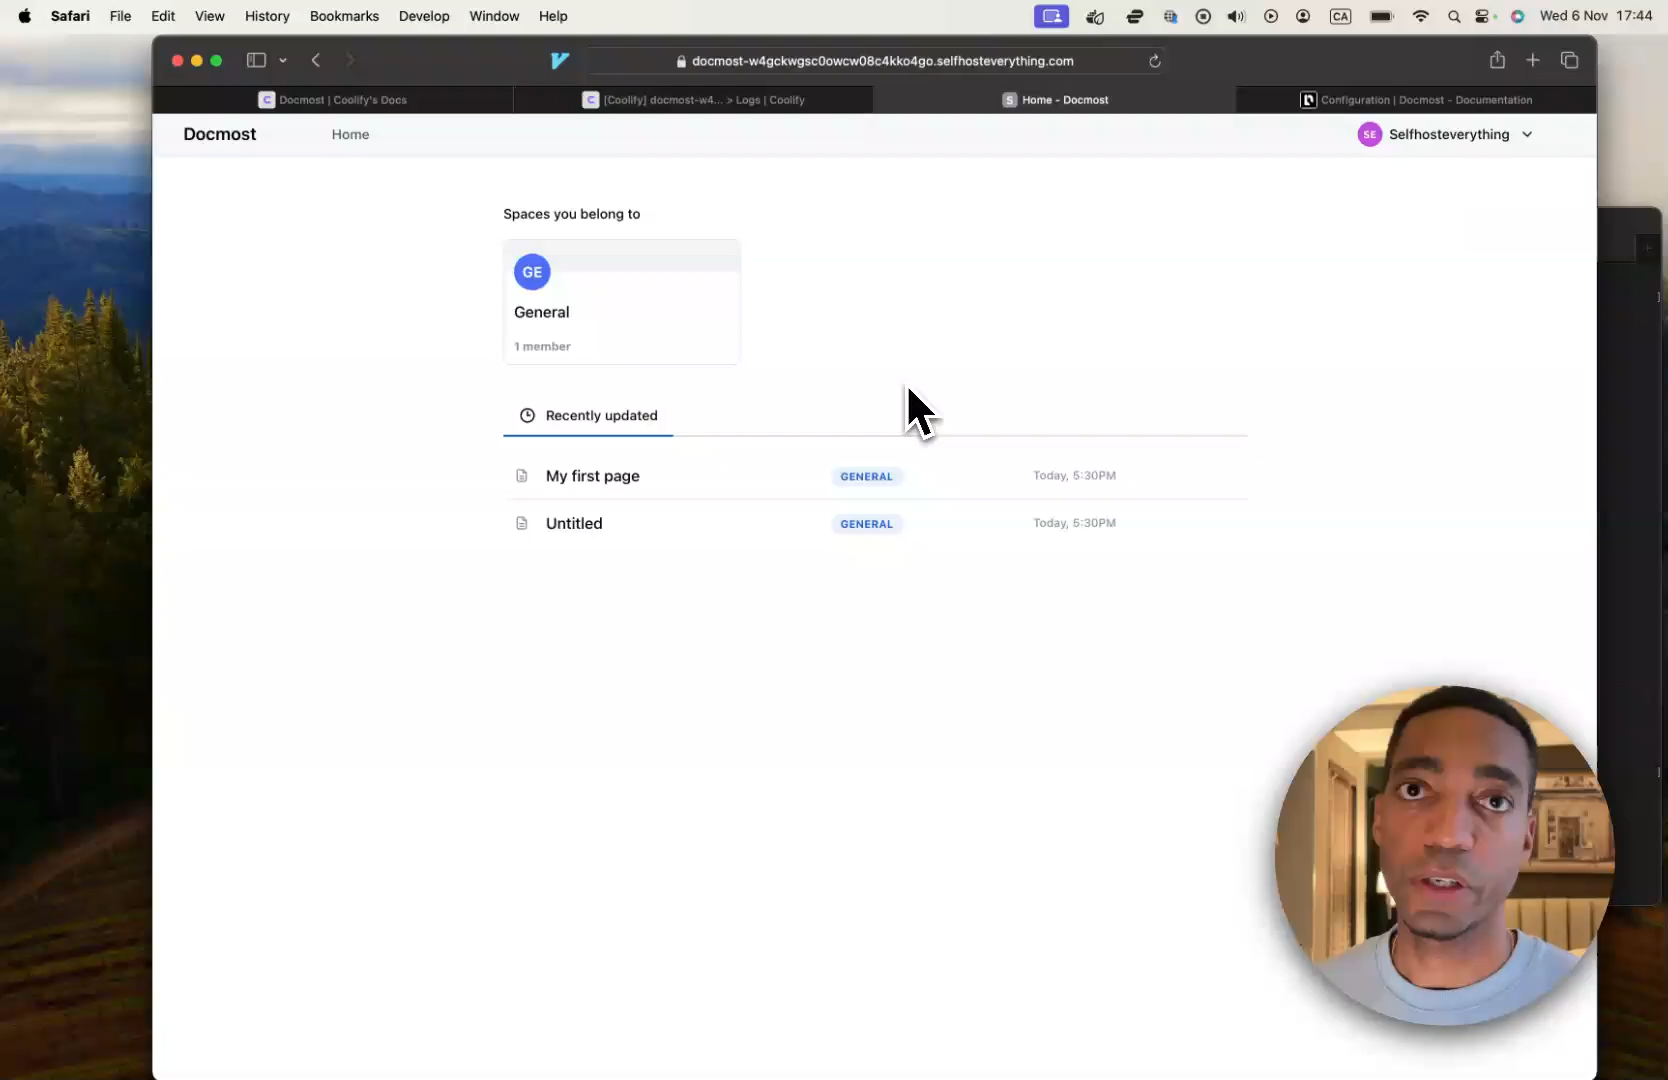 Safari File Edit View History Bookmarks Develop Window Help CA Wed 6 Nov 17:44
docmost-w4gckwgsc0owcw08c4kko4go.selfhosteverything.com
C Docmost | Coolify's Docs C [Coolify] docmost-w4... > Logs | Coolify S Home - Docmost Configuration | Docmost - Documentation
Docmost Home SE Selfhosteverything
Spaces you belong to
GE
General
1 member
Recently updated
My first page GENERAL Today, 5:30PM
Untitled GENERAL Today, 5:30PM